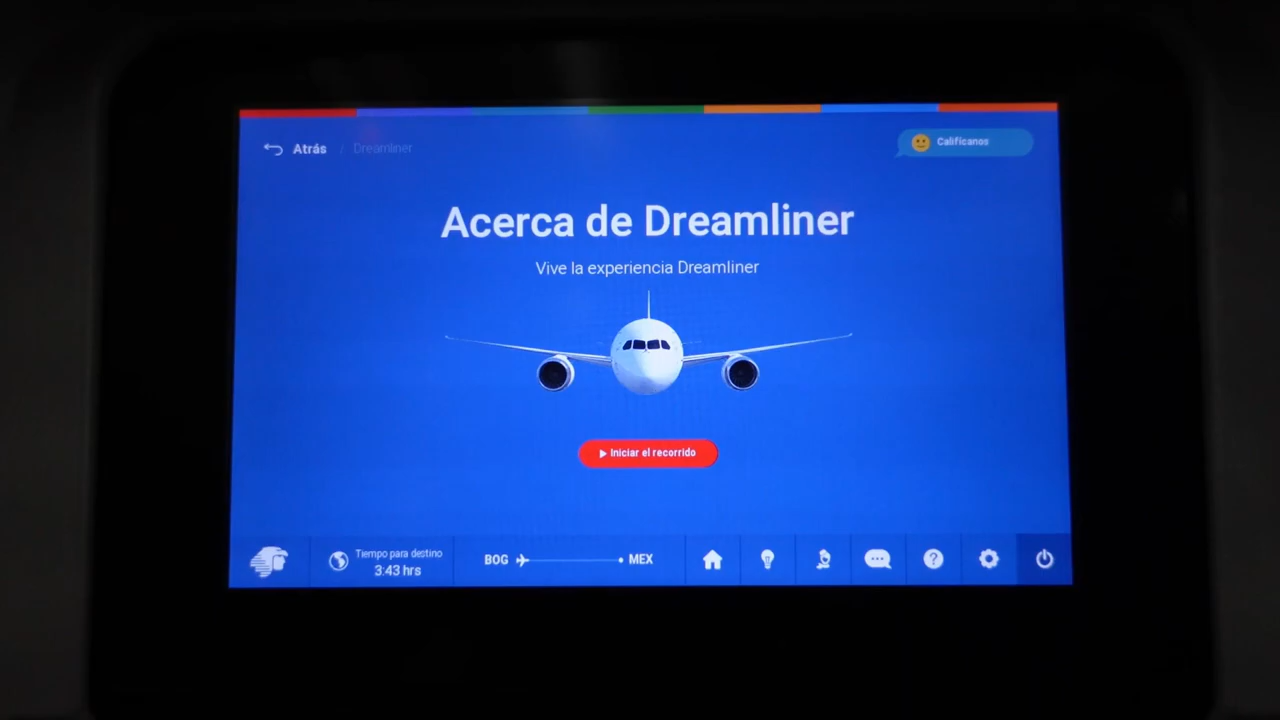 Atrás / Dreamliner
Califícanos
Acerca de Dreamliner
Vive la experiencia Dreamliner
Iniciar el recorrido
Tiempo para destino
3:43 hrs
BOG MEX